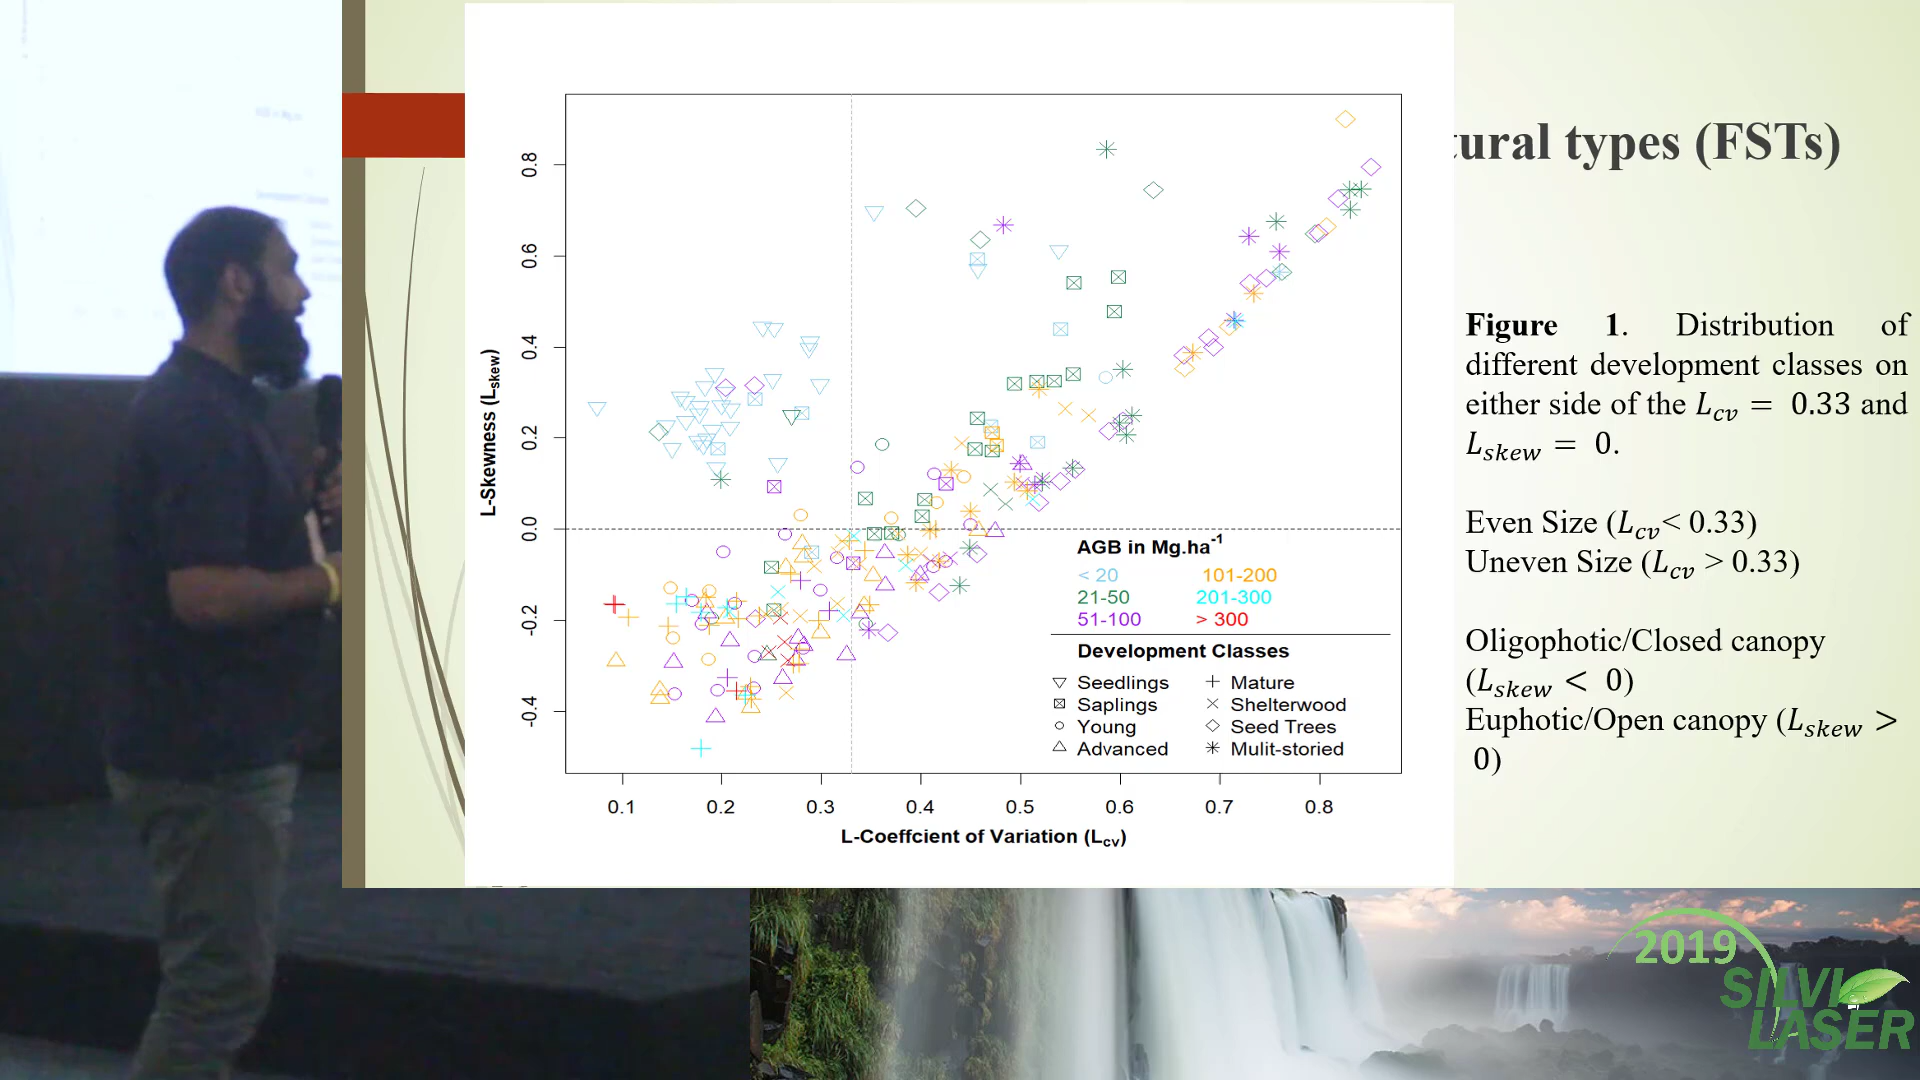 tural types (FSTs)
0.8
0.6
0.4
0.2
0.0
-0.2
-0.4
L-Skewness (Lskew)
0.1 0.2 0.3 0.4 0.5 0.6 0.7 0.8
L-Coeffcient of Variation (Lcv)
AGB in Mg.ha-1
< 20 101-200
21-50 201-300
51-100 > 300
Development Classes
Seedlings Mature
Saplings Shelterwood
Young Seed Trees
Advanced Mulit-storied
Figure 1. Distribution of
different development classes on
either side of the Lcv = 0.33 and
Lskew = 0.
Even Size (Lcv< 0.33)
Uneven Size (Lcv > 0.33)
Oligophotic/Closed canopy
(Lskew < 0)
Euphotic/Open canopy (Lskew >
0)
2019
SILVI
LASER